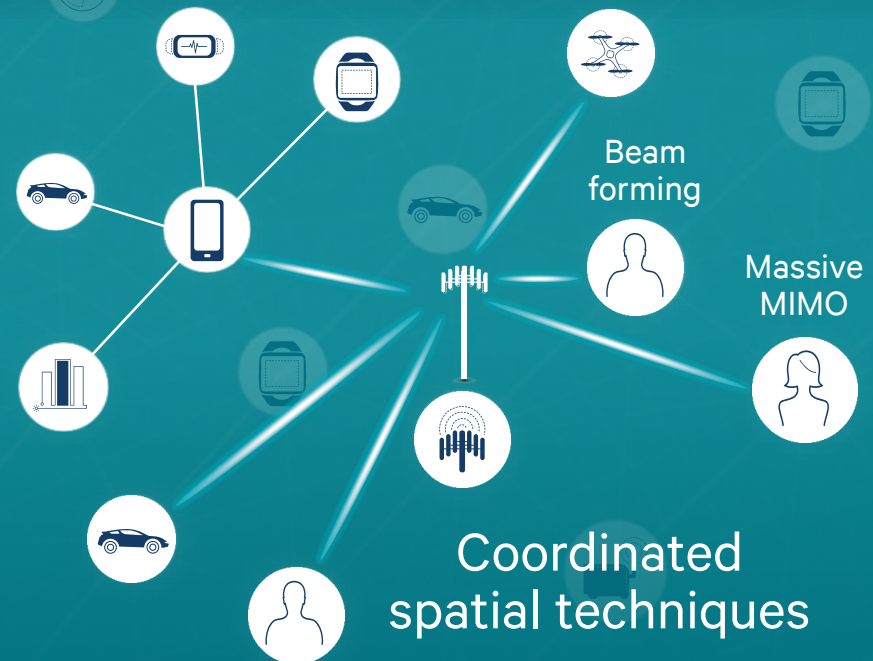 Beam
forming
Massive
MIMO
Coordinated
spatial techniques